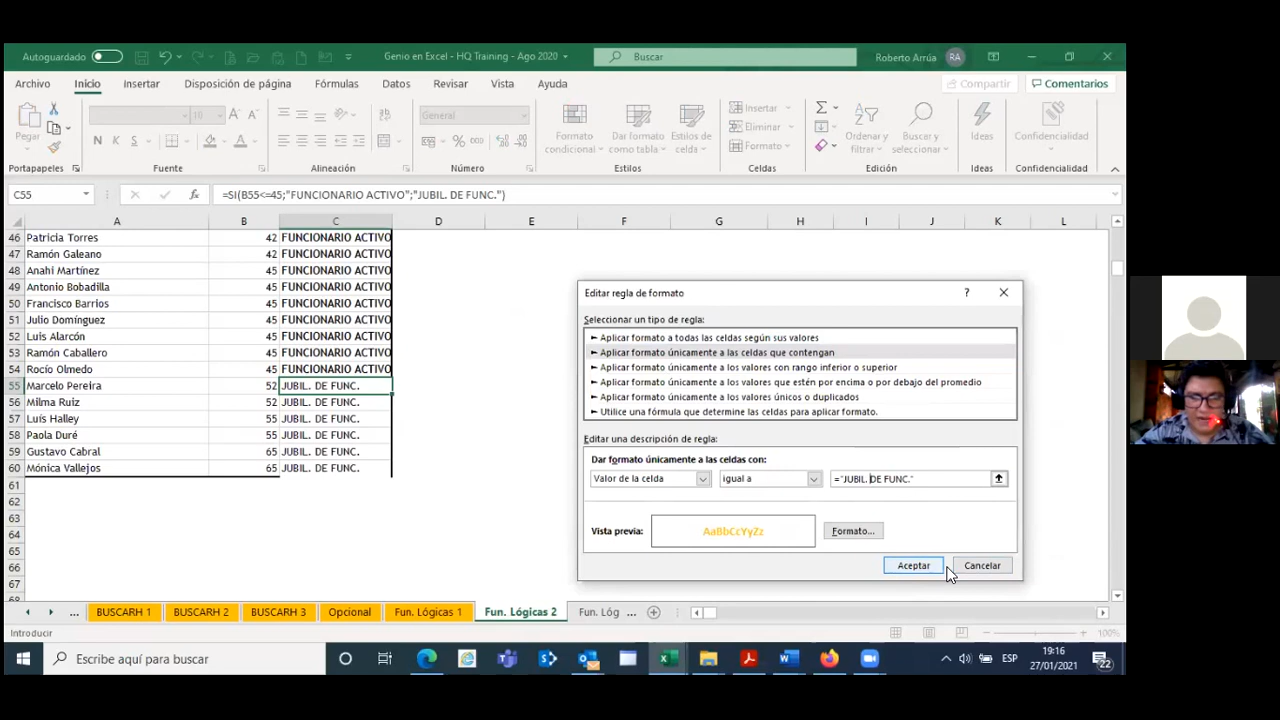 Autoguardado
Genio en Excel - HQ Training - Ago 2020
Buscar
Roberto Arrúa
RA
Archivo
Inicio
Insertar
Disposición de página
Fórmulas
Datos
Revisar
Vista
Ayuda
Compartir
Comentarios
Pegar
10
N K S
General
Formato condicional
Dar formato como tabla
Estilos de celda
Insertar
Eliminar
Formato
Ordenar y filtrar
Buscar y seleccionar
Ideas
Confidencialidad
Portapapeles
Fuente
Alineación
Número
Estilos
Celdas
Edición
Ideas
Confidencialidad
C55
fx
=SI(B55<=45;"FUNCIONARIO ACTIVO";"JUBIL. DE FUNC.")
A B C D E F G H I J K L
46 Patricia Torres 42 FUNCIONARIO ACTIVO
47 Ramón Galeano 42 FUNCIONARIO ACTIVO
48 Anahi Martínez 45 FUNCIONARIO ACTIVO
49 Antonio Bobadilla 45 FUNCIONARIO ACTIVO
50 Francisco Barrios 45 FUNCIONARIO ACTIVO
51 Julio Domínguez 45 FUNCIONARIO ACTIVO
52 Luis Alarcón 45 FUNCIONARIO ACTIVO
53 Ramón Caballero 45 FUNCIONARIO ACTIVO
54 Rocío Olmedo 45 FUNCIONARIO ACTIVO
55 Marcelo Pereira 52 JUBIL. DE FUNC.
56 Milma Ruiz 52 JUBIL. DE FUNC.
57 Luís Halley 55 JUBIL. DE FUNC.
58 Paola Duré 55 JUBIL. DE FUNC.
59 Gustavo Cabral 65 JUBIL. DE FUNC.
60 Mónica Vallejos 65 JUBIL. DE FUNC.
61
62
63
64
65
66
67
68
Editar regla de formato
?
Seleccionar un tipo de regla:
► Aplicar formato a todas las celdas según sus valores
► Aplicar formato únicamente a las celdas que contengan
► Aplicar formato únicamente a los valores con rango inferior o superior
► Aplicar formato únicamente a los valores que estén por encima o por debajo del promedio
► Aplicar formato únicamente a los valores únicos o duplicados
► Utilice una fórmula que determine las celdas para aplicar formato.
Editar una descripción de regla:
Dar formato únicamente a las celdas con:
Valor de la celda
igual a
="JUBIL. DE FUNC."
Vista previa:
AaBbCcYyZz
Formato...
Aceptar
Cancelar
...
BUSCARH 1
BUSCARH 2
BUSCARH 3
Opcional
Fun. Lógicas 1
Fun. Lógicas 2
Fun. Lóg ...
Introducir
100%
Escribe aquí para buscar
ESP
19:16
27/01/2021
22